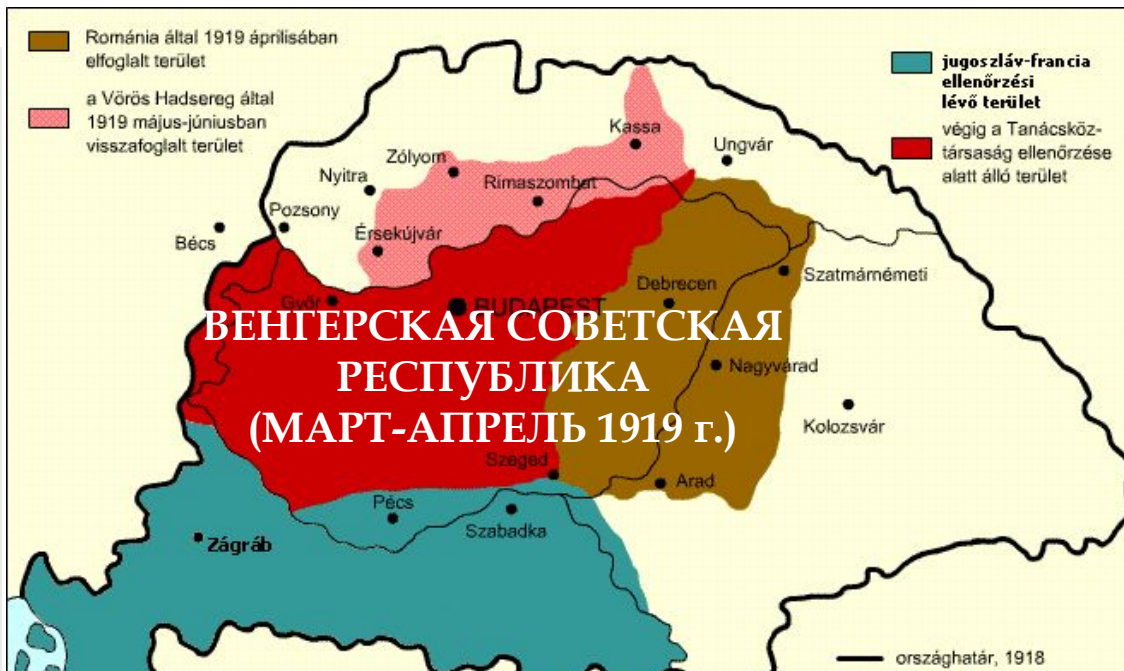 Románia által 1919 áprilisában
elfoglalt terület
a Vörös Hadsereg által
1919 május-júniusban
visszafoglalt terület
jugoszláv-francia
ellenőrzési
lévő terület
végig a Tanácsköz-
társaság ellenőrzése
alatt álló terület
Kassa
Ungvár
Zólyom
Nyitra
Rimaszombat
Pozsony
Bécs
Érsekújvár
Szatmárnémeti
Debrecen
Győr
BUDAPEST
ВЕНГЕРСКАЯ СОВЕТСКАЯ
РЕСПУБЛИКА
(МАРТ-АПРЕЛЬ 1919 г.)
Nagyvárad
Kolozsvár
Szeged
Arad
Pécs
Szabadka
Zágráb
országhatár, 1918